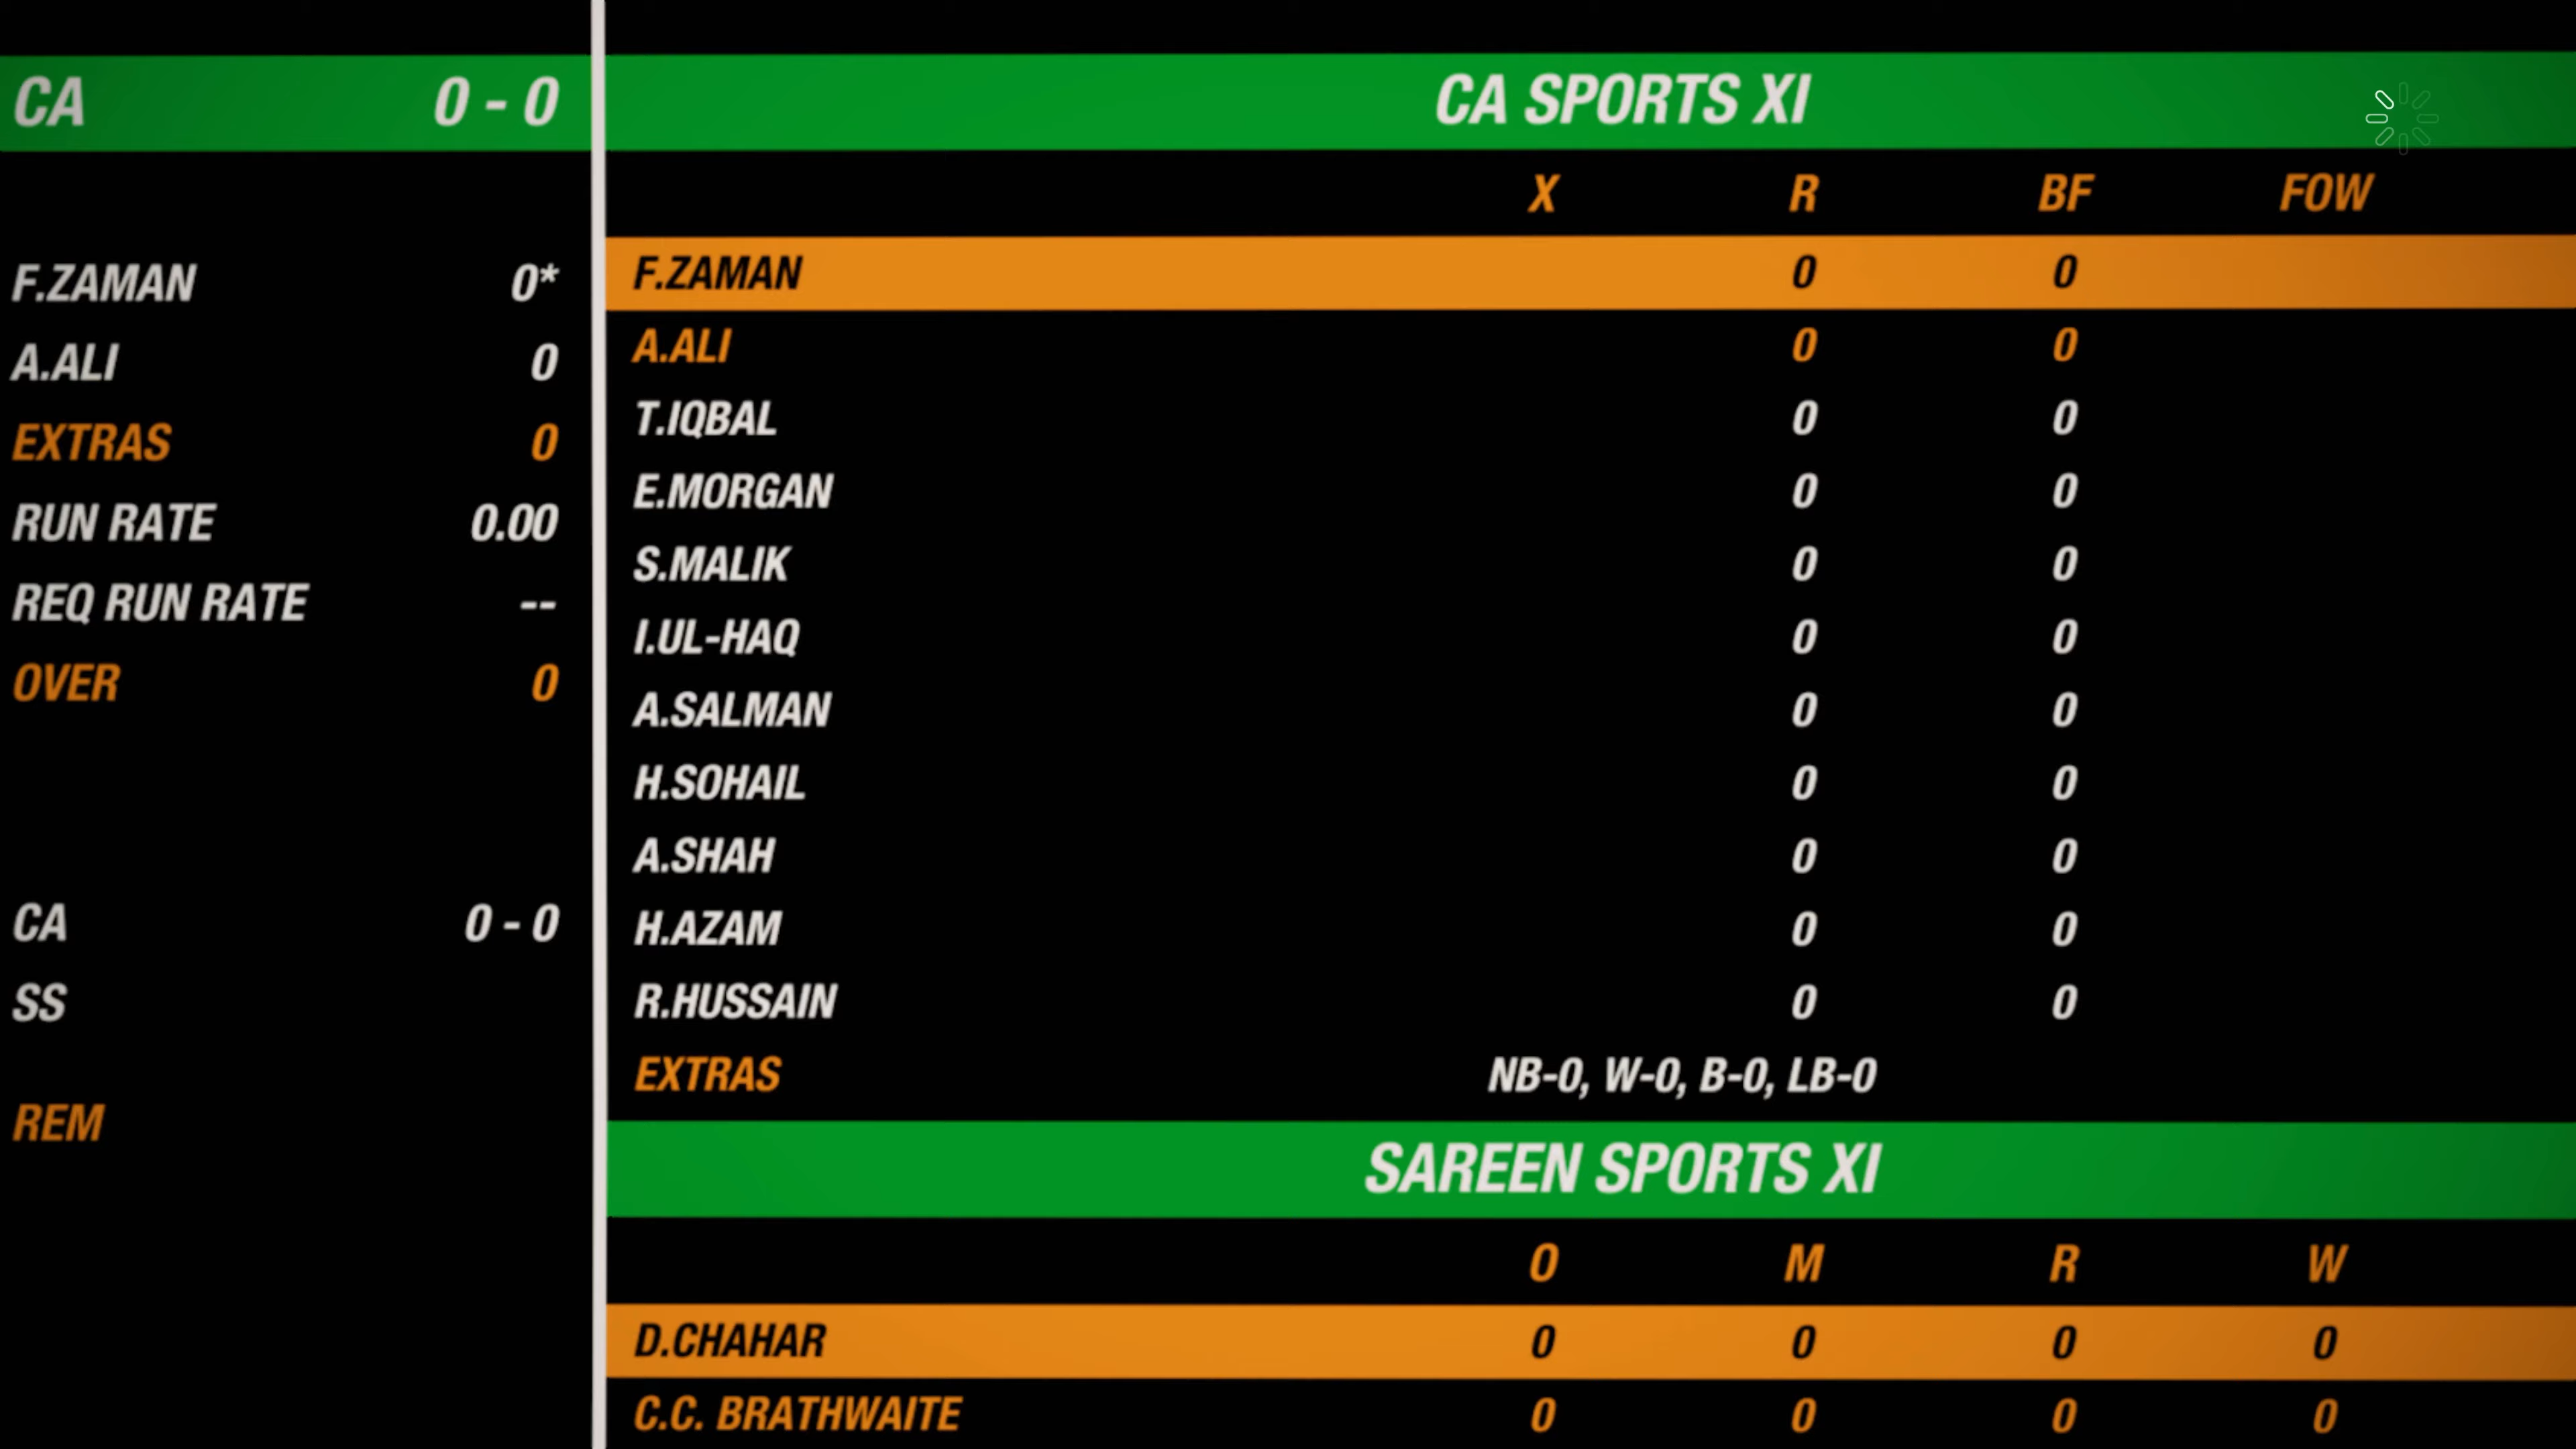 CA 0 - 0
F.ZAMAN 0*
A.ALI 0
EXTRAS 0
RUN RATE 0.00
REQ RUN RATE --
OVER 0
CA 0 - 0
SS
REM
CA SPORTS XI
X R BF FOW
F.ZAMAN 0 0
A.ALI 0 0
T.IQBAL 0 0
E.MORGAN 0 0
S.MALIK 0 0
I.UL-HAQ 0 0
A.SALMAN 0 0
H.SOHAIL 0 0
A.SHAH 0 0
H.AZAM 0 0
R.HUSSAIN 0 0
EXTRAS NB-0, W-0, B-0, LB-0
SAREEN SPORTS XI
O M R W
D.CHAHAR 0 0 0 0
C.C. BRATHWAITE 0 0 0 0